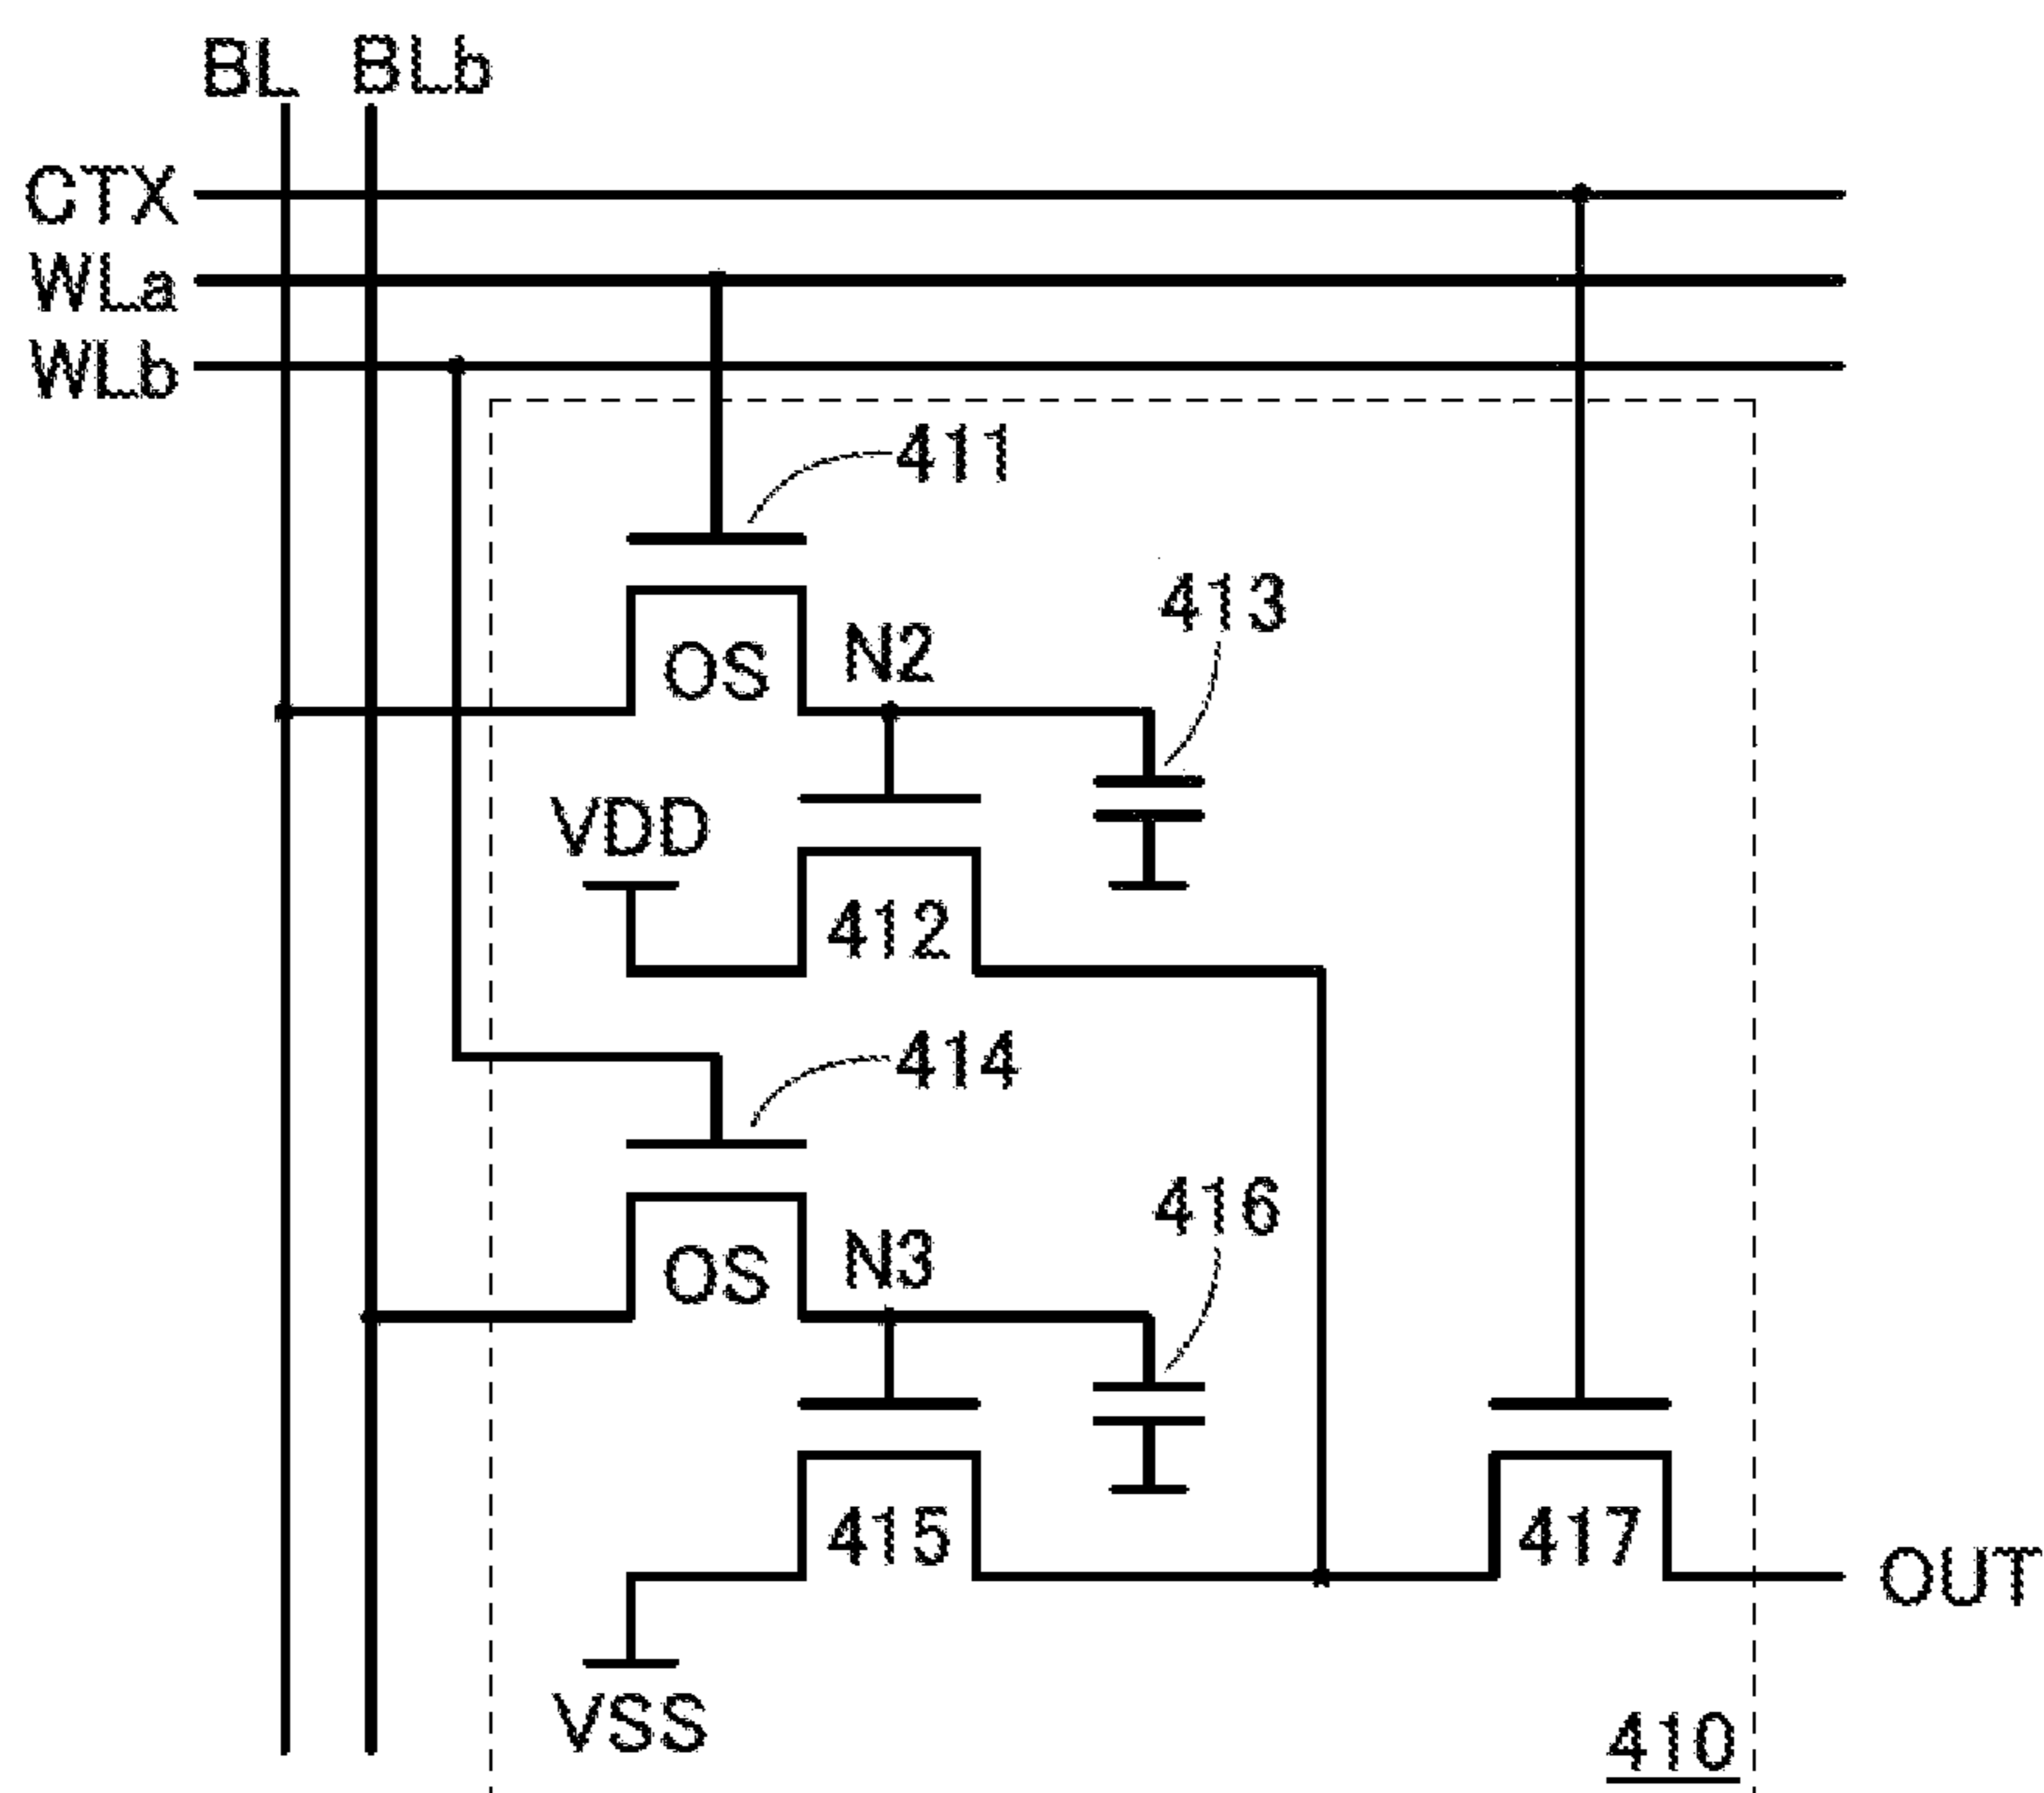 BL BLb
CTX
WLa
WLb
411
413
OS N2
VDD
412
414
416
OS N3
415 417
OUT
VSS
410